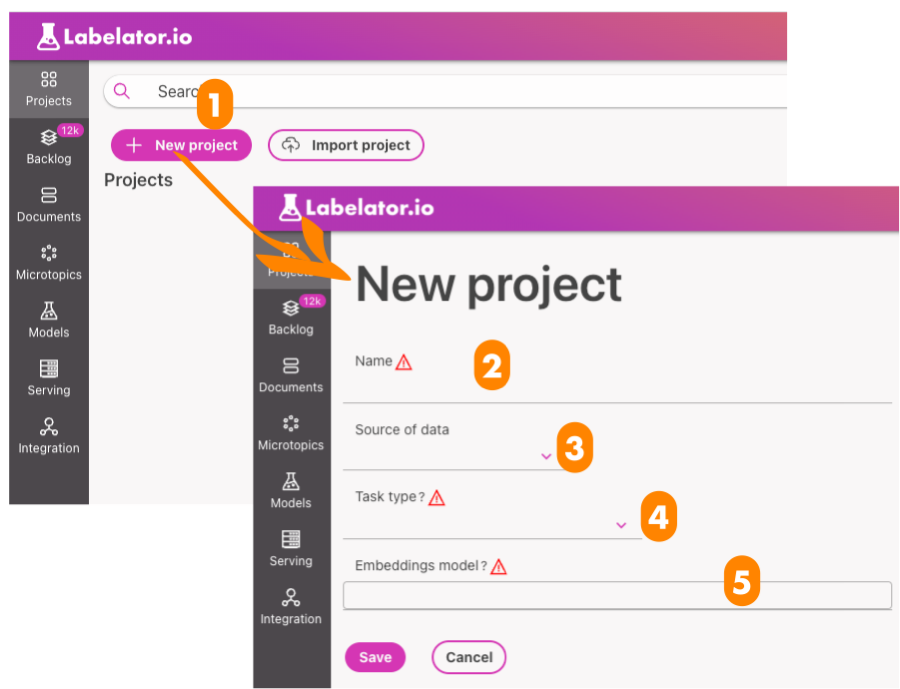 Labelator.io
Projects
Search
1
12k
Backlog
+ New project
Import project
Projects
Documents
Microtopics
Models
Serving
Integration
Labelator.io
Projects
New project
12k
Backlog
Name
2
Documents
Source of data
3
Microtopics
Task type?
4
Models
Embeddings model?
5
Serving
Integration
Save
Cancel